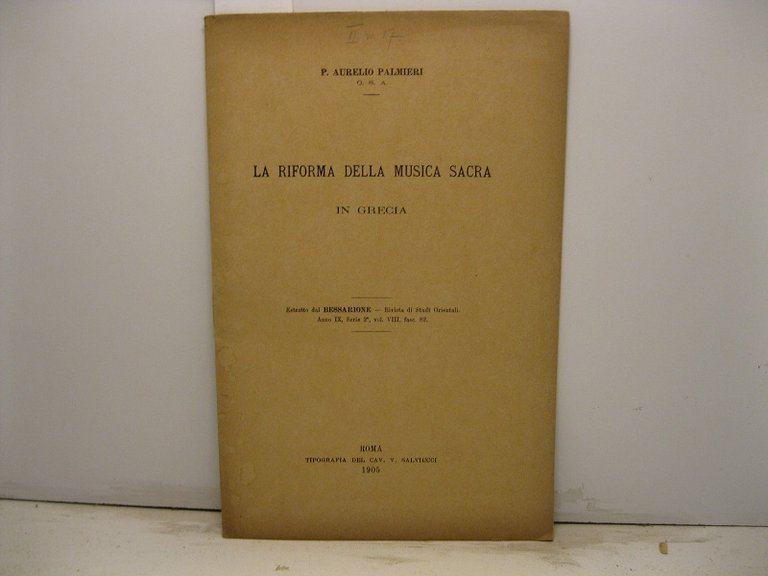 P. AURELIO PALMIERI
O. S. A.
LA RIFORMA DELLA MUSICA SACRA
IN GRECIA
Estratto dal BESSARIONE — Rivista di Studi Orientali.
Anno IX, Serie 2ª, vol. VIII, fasc. 82.
ROMA
TIPOGRAFIA DEL CAV. V. SALVIUCCI
1905